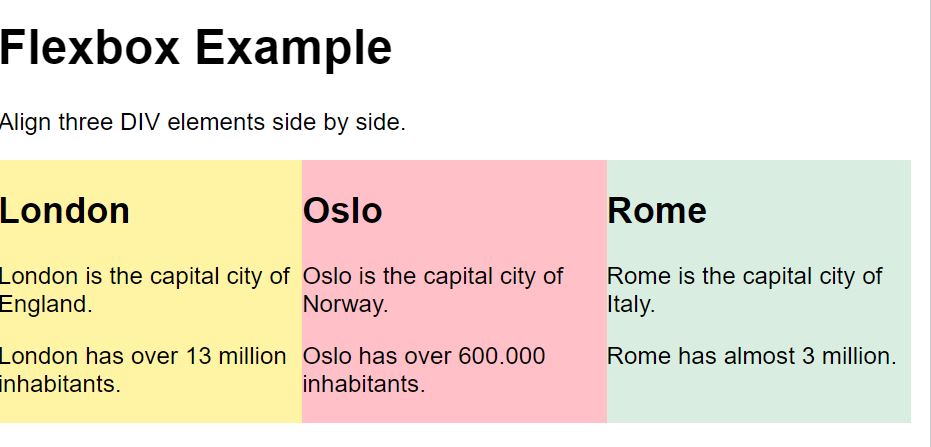 Flexbox Example
Align three DIV elements side by side.
London
London is the capital city of
England.
London has over 13 million
inhabitants.
Oslo
Oslo is the capital city of
Norway.
Oslo has over 600.000
inhabitants.
Rome
Rome is the capital city of
Italy.
Rome has almost 3 million.